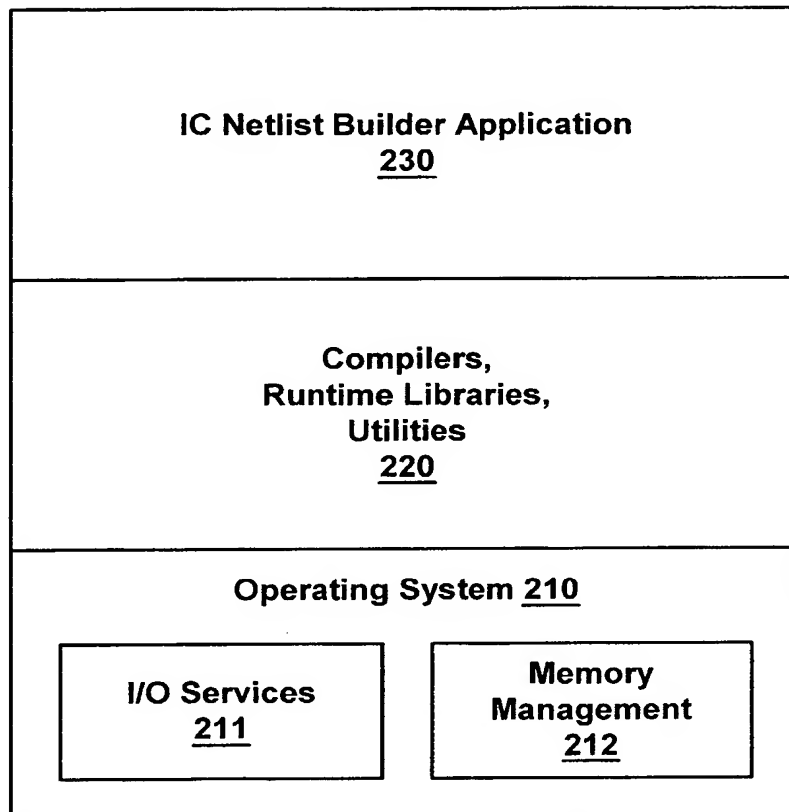 IC Netlist Builder Application
230
Compilers,
Runtime Libraries,
Utilities
220
Operating System 210
I/O Services
211
Memory
Management
212